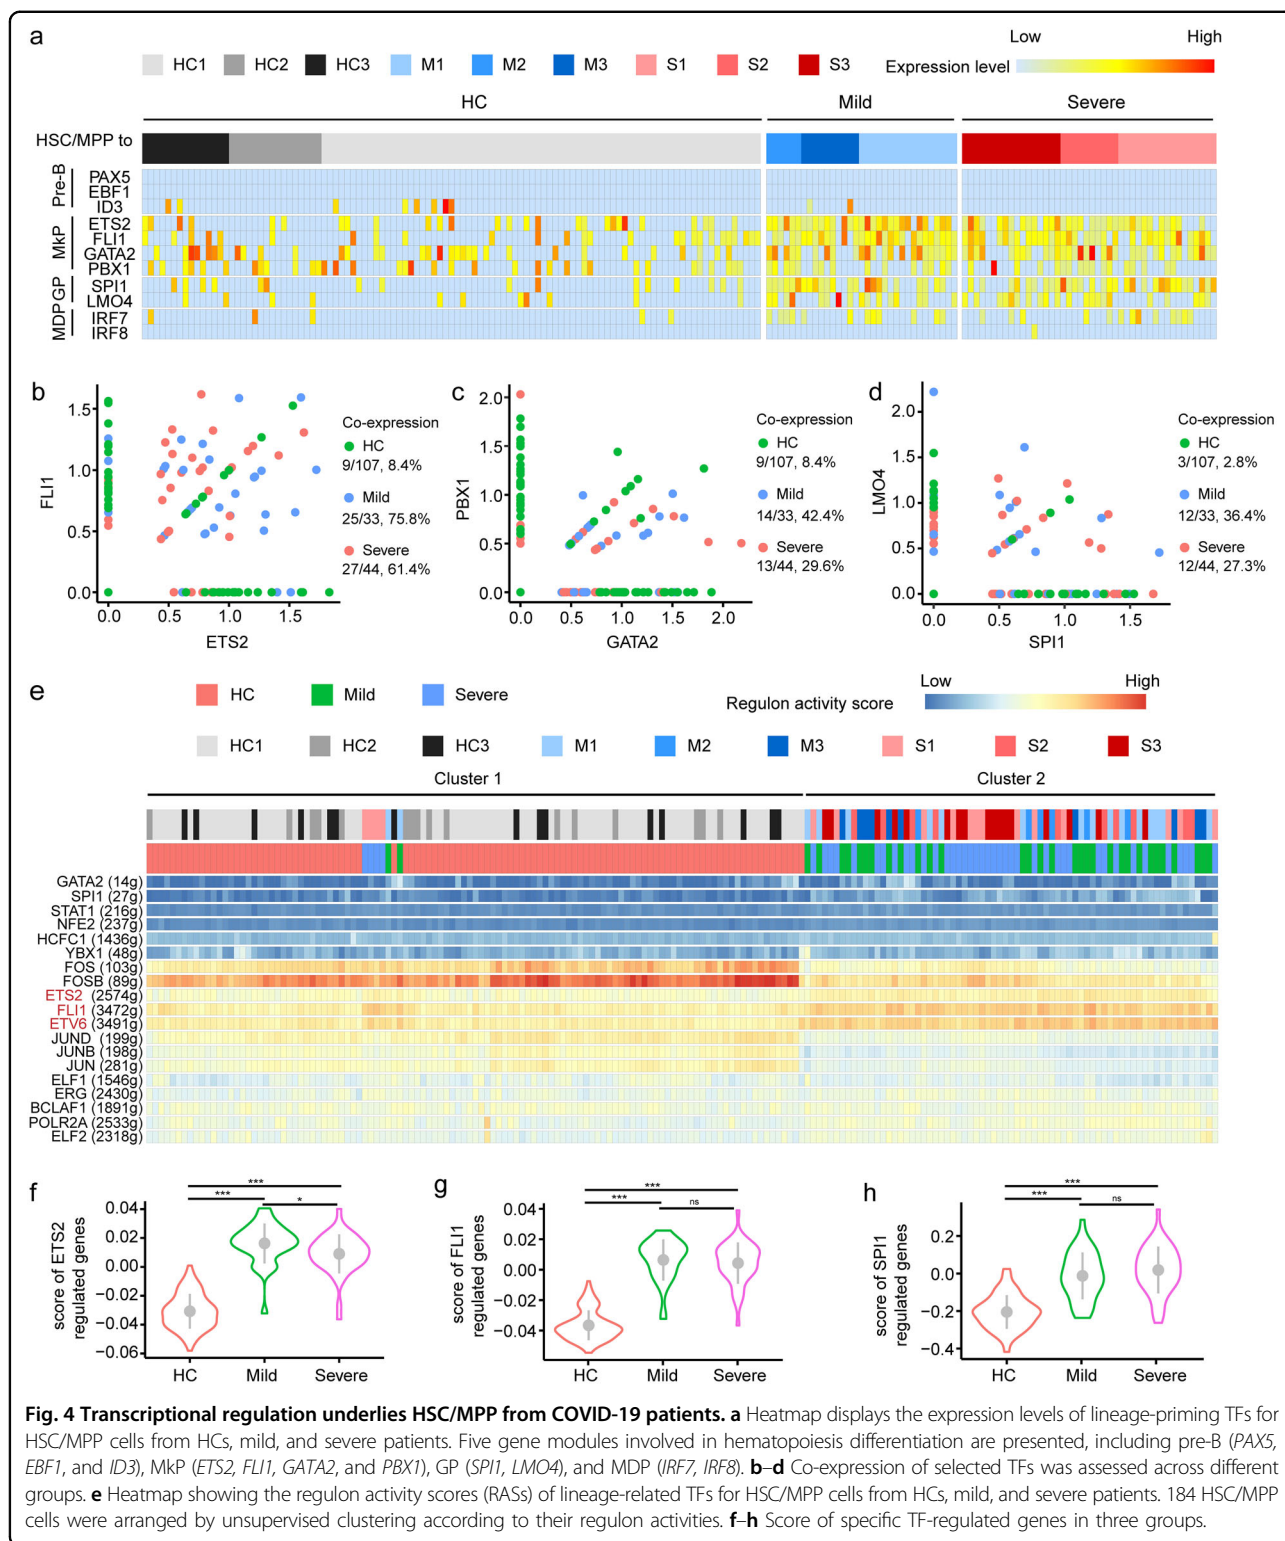 a
Low High
HC1 HC2 HC3 M1 M2 M3 S1 S2 S3 Expression level
HC Mild Severe
HSC/MPP to
Pre-B
PAX5
EBF1
ID3
MkP
ETS2
FLI1
GATA2
PBX1
GP
SPI1
LMO4
MDP
IRF7
IRF8
b
FLI1
1.5
1.0
0.5
0.0
0.0 0.5 1.0 1.5
ETS2
Co-expression
HC
9/107, 8.4%
Mild
25/33, 75.8%
Severe
27/44, 61.4%
c
PBX1
2.0
1.5
1.0
0.5
0.0
0.0 0.5 1.0 1.5 2.0
GATA2
Co-expression
HC
9/107, 8.4%
Mild
14/33, 42.4%
Severe
13/44, 29.6%
d
LMO4
2.0
1.5
1.0
0.5
0.0
0.0 0.5 1.0 1.5
SPI1
Co-expression
HC
3/107, 2.8%
Mild
12/33, 36.4%
Severe
12/44, 27.3%
e
HC Mild Severe
Regulon activity score
Low High
HC1 HC2 HC3 M1 M2 M3 S1 S2 S3
Cluster 1 Cluster 2
GATA2 (14g)
SPI1 (27g)
STAT1 (216g)
NFE2 (237g)
HCFC1 (1436g)
YBX1 (48g)
FOS (103g)
FOSB (89g)
ETS2 (2574g)
FLI1 (3472g)
ETV6 (3491g)
JUND (199g)
JUNB (198g)
JUN (281g)
ELF1 (1546g)
ERG (2430g)
BCLAF1 (1891g)
POLR2A (2533g)
ELF2 (2318g)
f
score of ETS2
regulated genes
***
*** *
0.04
0.02
0.00
−0.02
−0.04
−0.06
HC Mild Severe
g
score of FLI1
regulated genes
***
*** ns
0.04
0.02
0.00
−0.02
−0.04
HC Mild Severe
h
score of SPI1
regulated genes
***
*** ns
0.2
0.0
−0.2
−0.4
HC Mild Severe
Fig. 4 Transcriptional regulation underlies HSC/MPP from COVID-19 patients. a Heatmap displays the expression levels of lineage-priming TFs for
HSC/MPP cells from HCs, mild, and severe patients. Five gene modules involved in hematopoiesis differentiation are presented, including pre-B (PAX5,
EBF1, and ID3), MkP (ETS2, FLI1, GATA2, and PBX1), GP (SPI1, LMO4), and MDP (IRF7, IRF8). b–d Co-expression of selected TFs was assessed across different
groups. e Heatmap showing the regulon activity scores (RASs) of lineage-related TFs for HSC/MPP cells from HCs, mild, and severe patients. 184 HSC/MPP
cells were arranged by unsupervised clustering according to their regulon activities. f–h Score of specific TF-regulated genes in three groups.